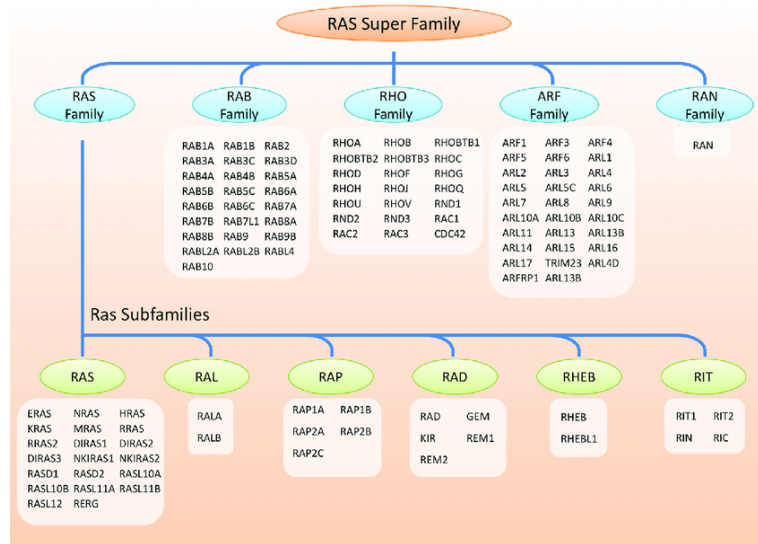 RAS Super Family
RAS
Family
RAB
Family
RHO
Family
ARF
Family
RAN
Family
RAB1A RAB1B RAB2
RAB3A RAB3C RAB3D
RAB4A RAB4B RAB5A
RAB5B RAB5C RAB6A
RAB6B RAB6C RAB7A
RAB7B RAB7L1 RAB8A
RAB8B RAB9 RAB9B
RABL2A RABL2B RABL4
RAB10
RHOA RHOB RHOBTB1
RHOBTB2 RHOBTB3 RHOC
RHOD RHOF RHOG
RHOH RHOJ RHOQ
RHOU RHOV RND1
RND2 RND3 RAC1
RAC2 RAC3 CDC42
ARF1 ARF3 ARF4
ARF5 ARF6 ARL1
ARL2 ARL3 ARL4
ARL5 ARL5C ARL6
ARL7 ARL8 ARL9
ARL10A ARL10B ARL10C
ARL11 ARL13 ARL13B
ARL14 ARL15 ARL16
ARL17 TRIM23 ARL4D
ARFRP1 ARL13B
RAN
Ras Subfamilies
RAS
RAL
RAP
RAD
RHEB
RIT
ERAS NRAS HRAS
KRAS MRAS RRAS
RRAS2 DIRAS1 DIRAS2
DIRAS3 NKIRAS1 NKIRAS2
RASD1 RASD2 RASL10A
RASL10B RASL11A RASL11B
RASL12 RERG
RALA
RALB
RAP1A RAP1B
RAP2A RAP2B
RAP2C
RAD GEM
KIR REM1
REM2
RHEB
RHEBL1
RIT1 RIT2
RIN RIC